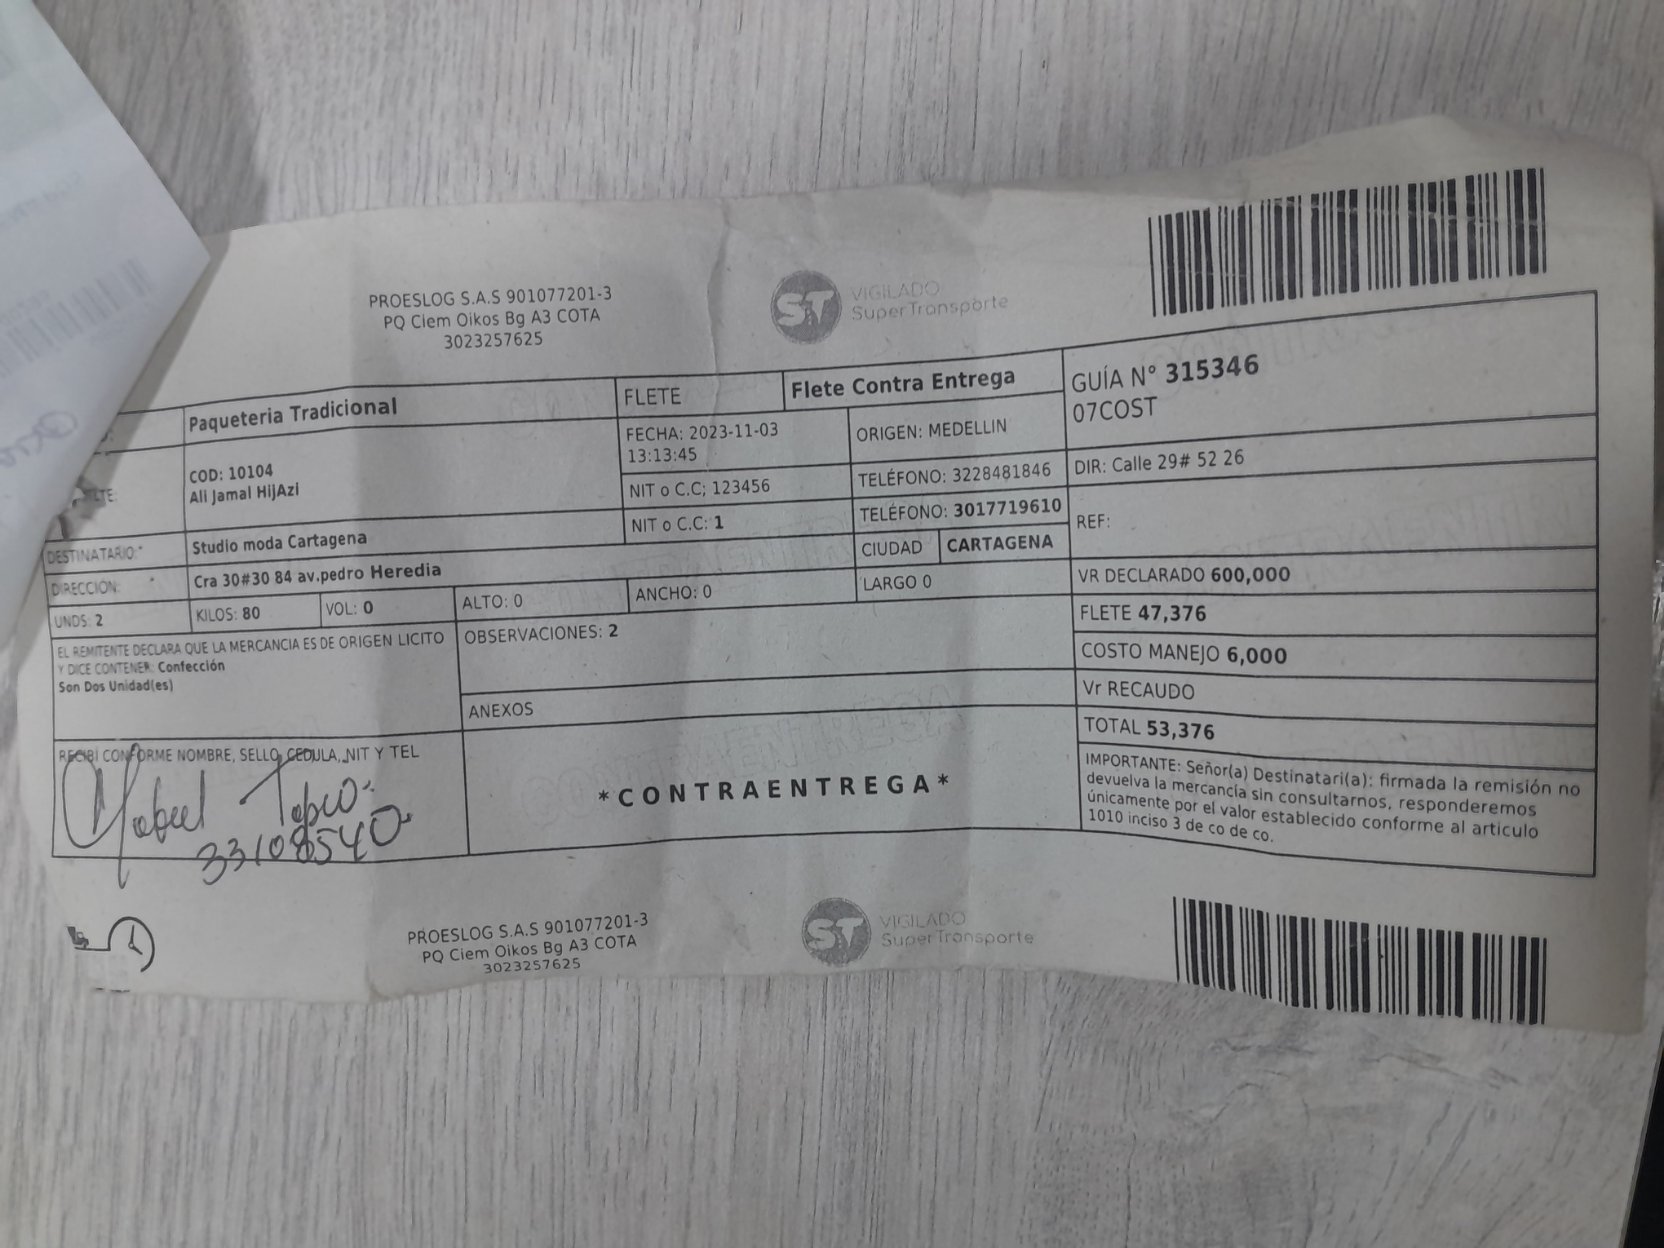 PROESLOG S.A.S 901077201-3
PQ Ciem Oikos Bg A3 COTA
3023257625
ST VIGILADO
SuperTransporte
Paqueteria Tradicional
FLETE
Flete Contra Entrega
GUÍA N° 315346
07COST
COD: 10104
Ali Jamal HijAzi
FECHA: 2023-11-03
13:13:45
ORIGEN: MEDELLIN
NIT o C.C; 123456
TELÉFONO: 3228481846
DIR: Calle 29# 52 26
DESTINATARIO:
Studio moda Cartagena
NIT o C.C: 1
TELÉFONO: 3017719610
REF:
DIRECCIÓN:
Cra 30#30 84 av.pedro Heredia
CIUDAD
CARTAGENA
UNDS: 2
KILOS: 80
VOL: 0
ALTO: 0
ANCHO: 0
LARGO 0
VR DECLARADO 600,000
EL REMITENTE DECLARA QUE LA MERCANCIA ES DE ORIGEN LICITO
Y DICE CONTENER: Confección
Son Dos Unidad(es)
OBSERVACIONES: 2
FLETE 47,376
COSTO MANEJO 6,000
ANEXOS
Vr RECAUDO
TOTAL 53,376
RECIBI CONFORME NOMBRE, SELLO, CEDULA, NIT Y TEL
33108540
*CONTRAENTREGA*
IMPORTANTE: Señor(a) Destinatari(a): firmada la remisión no
devuelva la mercancía sin consultarnos, responderemos
únicamente por el valor establecido conforme al articulo
1010 inciso 3 de co de co.
PROESLOG S.A.S 901077201-3
PQ Ciem Oikos Bg A3 COTA
3023257625
ST VIGILADO
SuperTransporte